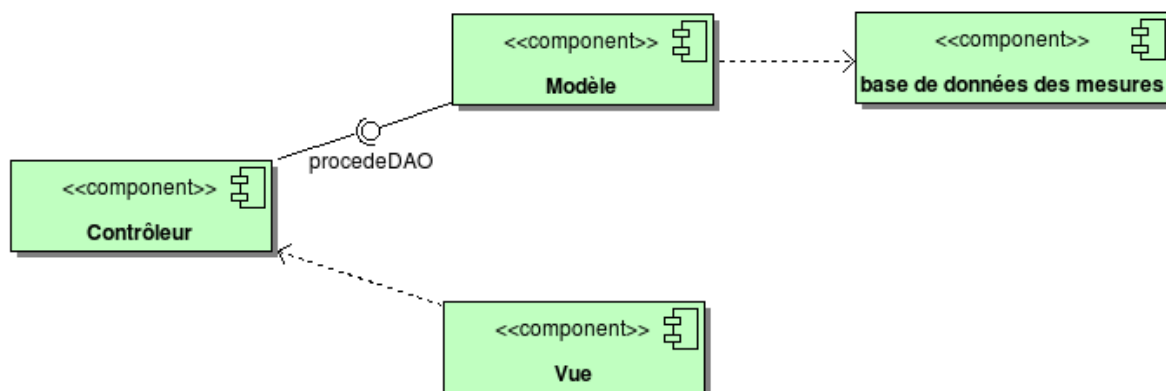 <<component>>
Modèle
<<component>>
base de données des mesures
procedeDAO
<<component>>
Contrôleur
<<component>>
Vue